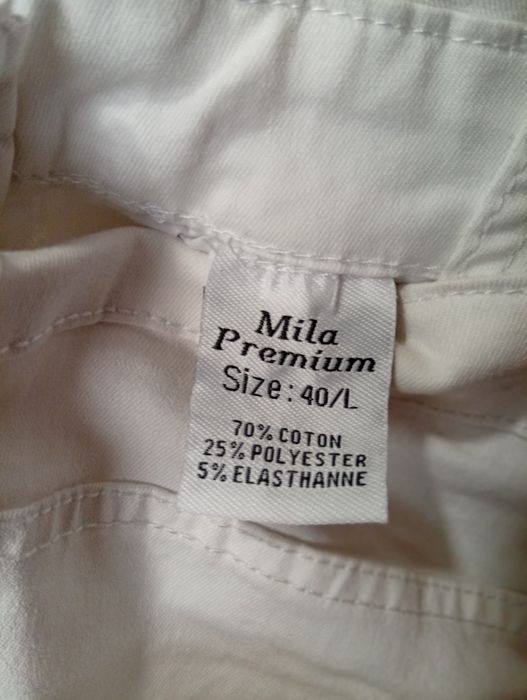 Mila
Premium
Size: 40/L
70% COTON
25% POLYESTER
5% ELASTHANNE